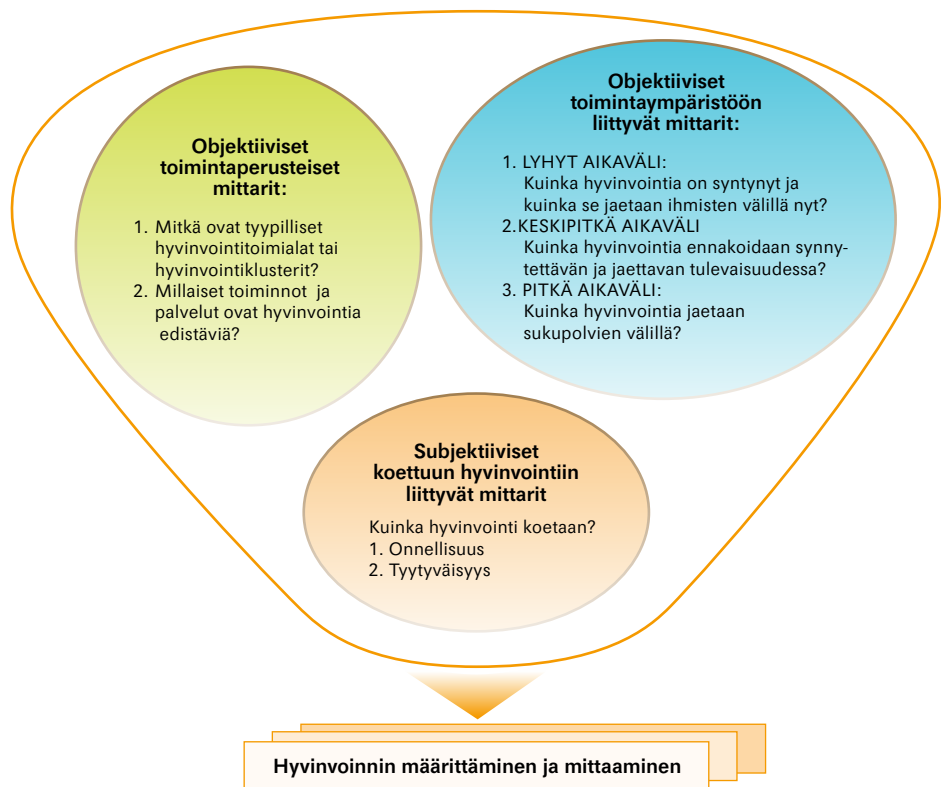 Objektiiviset
toimintaperusteiset
mittarit:
1. Mitkä ovat tyypilliset
hyvinvointitoimialat tai
hyvinvointiklusterit?
2. Millaiset toiminnot ja
palvelut ovat hyvinvointia
edistäviä?
Objektiiviset
toimintaympäristöön
liittyvät mittarit:
1. LYHYT AIKAVÄLI:
Kuinka hyvinvointia on syntynyt ja
kuinka se jaetaan ihmisten välillä nyt?
2.KESKIPITKÄ AIKAVÄLI
Kuinka hyvinvointia ennakoidaan synny-
tettävän ja jaettavan tulevaisuudessa?
3. PITKÄ AIKAVÄLI:
Kuinka hyvinvointia jaetaan
sukupolvien välillä?
Subjektiiviset
koettuun hyvinvointiin
liittyvät mittarit
Kuinka hyvinvointi koetaan?
1. Onnellisuus
2. Tyytyväisyys
Hyvinvoinnin määrittäminen ja mittaaminen